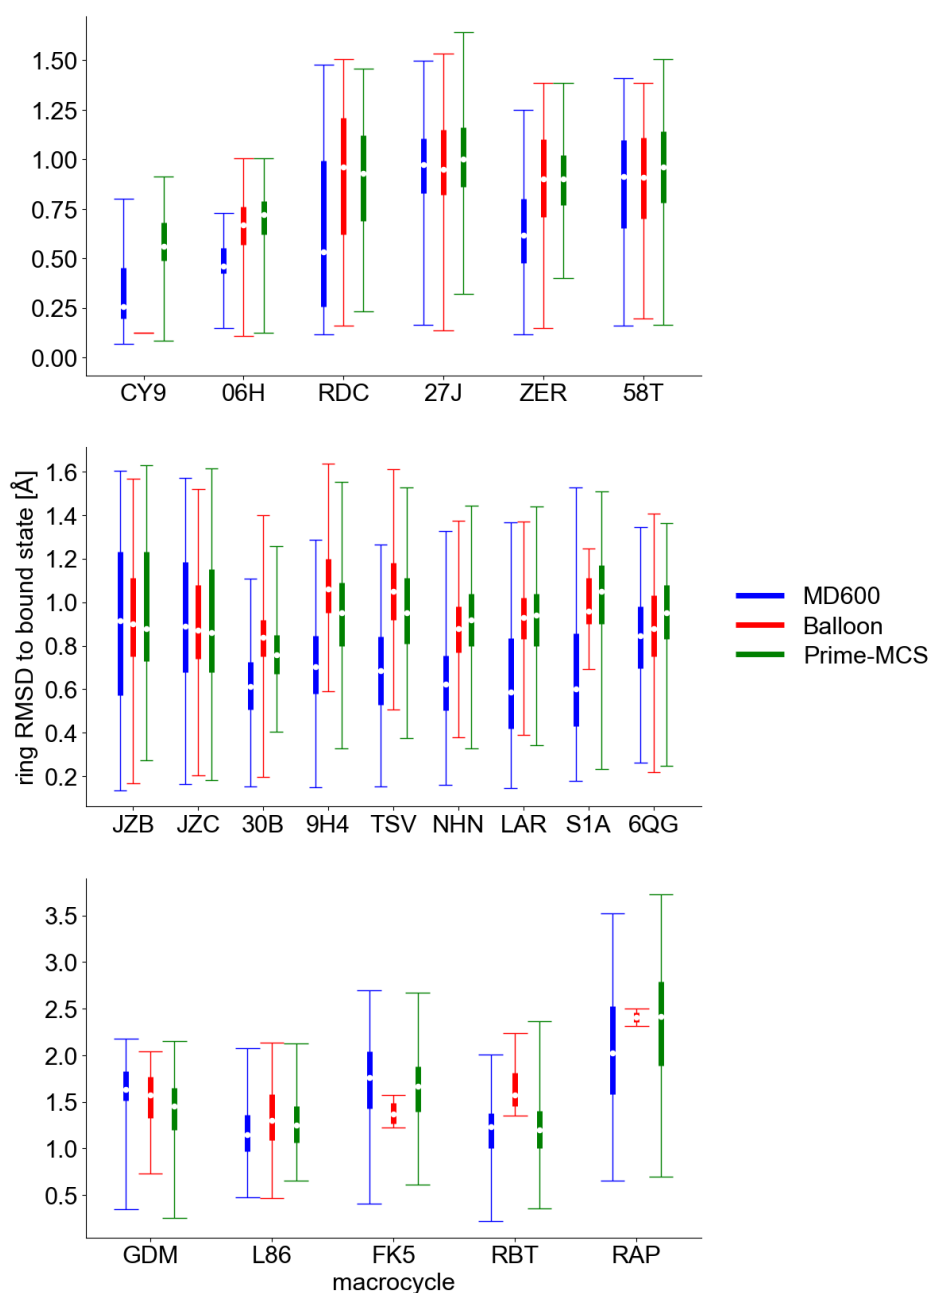 1.50
1.25
1.00
0.75
0.50
0.25
0.00
CY9 06H RDC 27J ZER 58T
ring RMSD to bound state [Å]
1.6
1.4
1.2
1.0
0.8
0.6
0.4
0.2
JZB JZC 30B 9H4 TSV NHN LAR S1A 6QG
MD600
Balloon
Prime-MCS
3.5
3.0
2.5
2.0
1.5
1.0
0.5
GDM L86 FK5 RBT RAP
macrocycle